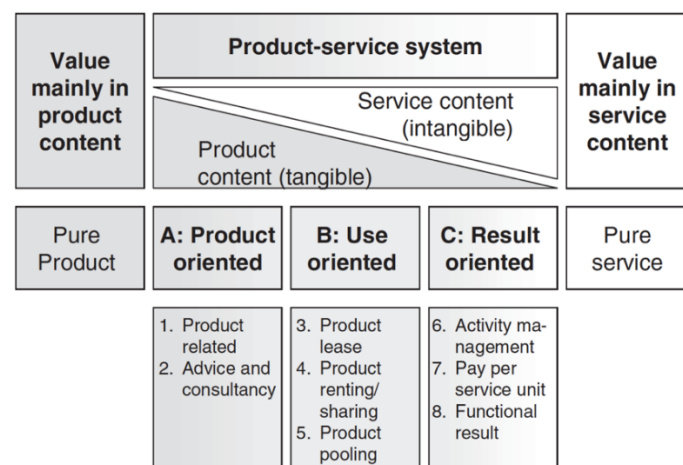 Value
mainly in
product
content
Product-service system
Service content
(intangible)
Product
content (tangible)
Value
mainly in
service
content
Pure
Product
A: Product
oriented
B: Use
oriented
C: Result
oriented
Pure
service
1. Product
related
2. Advice and
consultancy
3. Product
lease
4. Product
renting/
sharing
5. Product
pooling
6. Activity ma-
nagement
7. Pay per
service unit
8. Functional
result